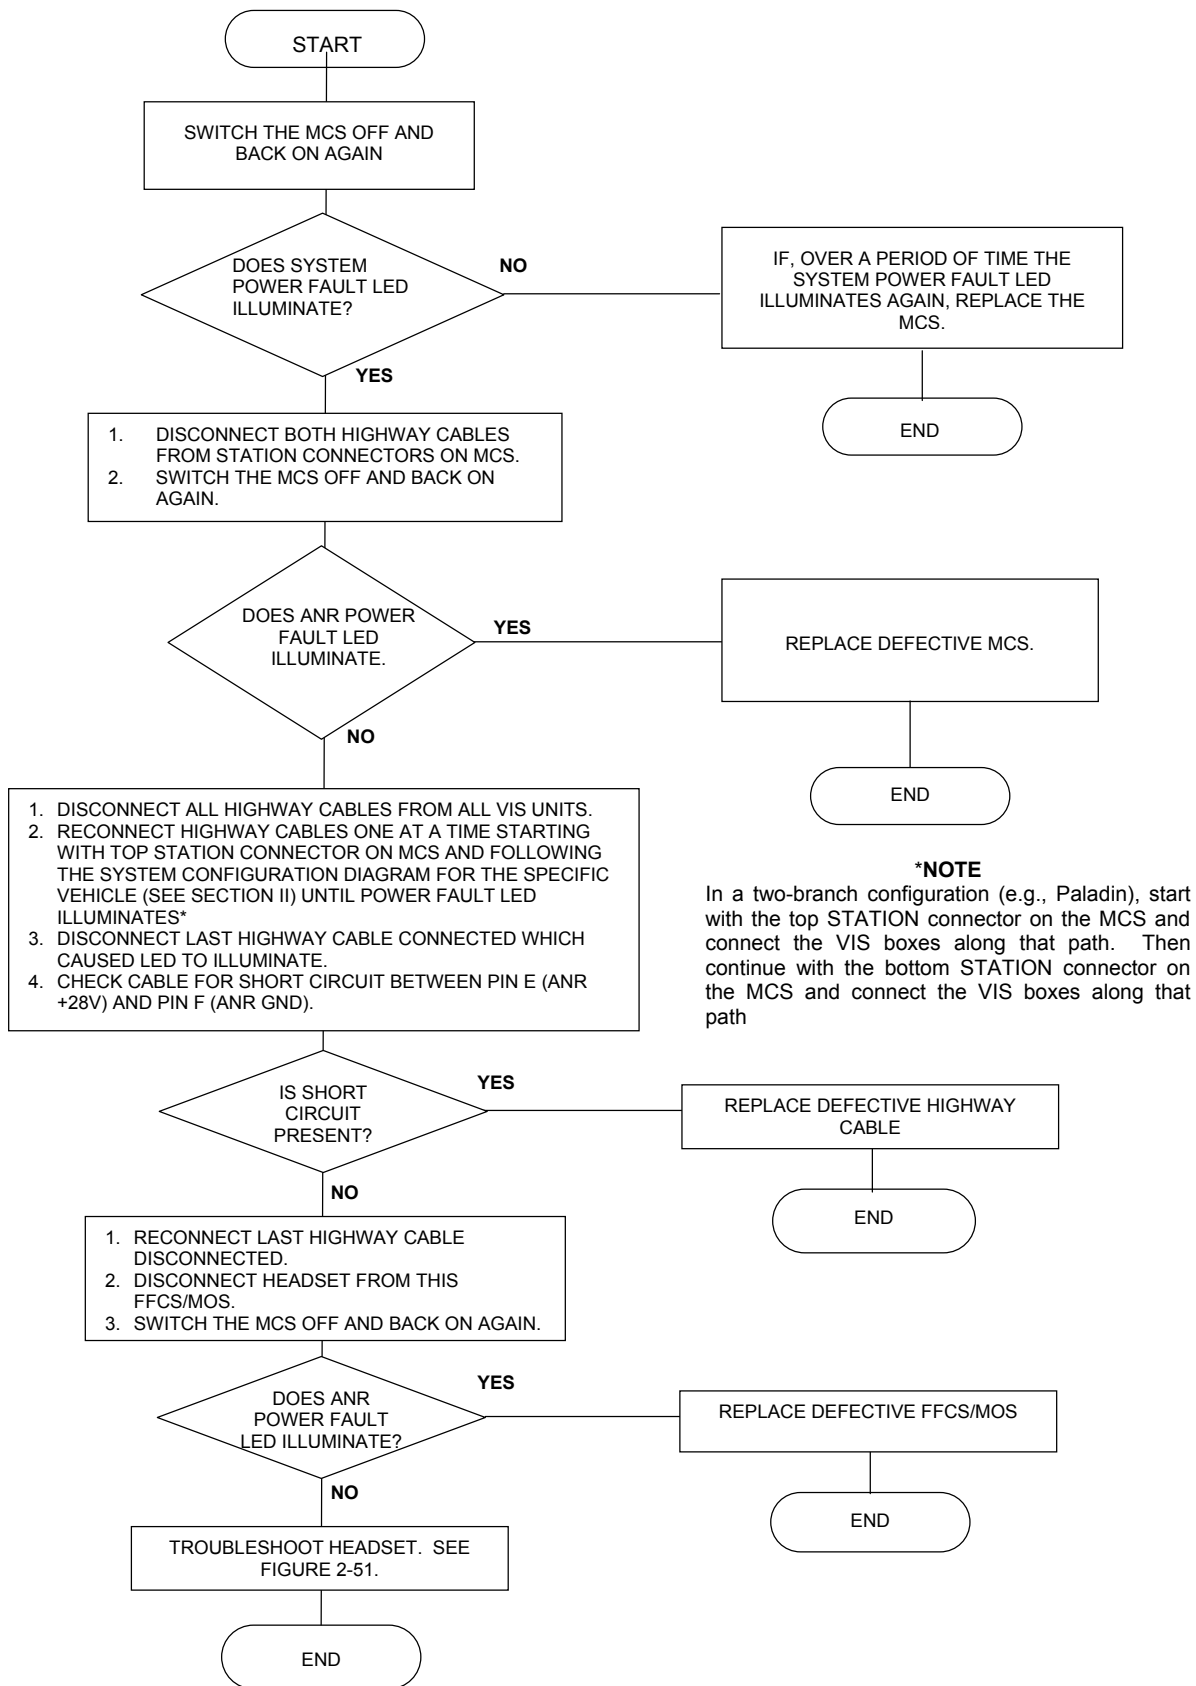 START
SWITCH THE MCS OFF AND
BACK ON AGAIN
DOES SYSTEM
POWER FAULT LED
ILLUMINATE?
NO
IF, OVER A PERIOD OF TIME THE
SYSTEM POWER FAULT LED
ILLUMINATES AGAIN, REPLACE THE
MCS.
END
YES
1. DISCONNECT BOTH HIGHWAY CABLES
FROM STATION CONNECTORS ON MCS.
2. SWITCH THE MCS OFF AND BACK ON
AGAIN.
DOES ANR POWER
FAULT LED
ILLUMINATE.
YES
REPLACE DEFECTIVE MCS.
END
NO
1. DISCONNECT ALL HIGHWAY CABLES FROM ALL VIS UNITS.
2. RECONNECT HIGHWAY CABLES ONE AT A TIME STARTING
WITH TOP STATION CONNECTOR ON MCS AND FOLLOWING
THE SYSTEM CONFIGURATION DIAGRAM FOR THE SPECIFIC
VEHICLE (SEE SECTION II) UNTIL POWER FAULT LED
ILLUMINATES*
3. DISCONNECT LAST HIGHWAY CABLE CONNECTED WHICH
CAUSED LED TO ILLUMINATE.
4. CHECK CABLE FOR SHORT CIRCUIT BETWEEN PIN E (ANR
+28V) AND PIN F (ANR GND).
*NOTE
In a two-branch configuration (e.g., Paladin), start
with the top STATION connector on the MCS and
connect the VIS boxes along that path. Then
continue with the bottom STATION connector on
the MCS and connect the VIS boxes along that
path
IS SHORT
CIRCUIT
PRESENT?
YES
REPLACE DEFECTIVE HIGHWAY
CABLE
END
NO
1. RECONNECT LAST HIGHWAY CABLE
DISCONNECTED.
2. DISCONNECT HEADSET FROM THIS
FFCS/MOS.
3. SWITCH THE MCS OFF AND BACK ON AGAIN.
DOES ANR
POWER FAULT
LED ILLUMINATE?
YES
REPLACE DEFECTIVE FFCS/MOS
END
NO
TROUBLESHOOT HEADSET. SEE
FIGURE 2-51.
END